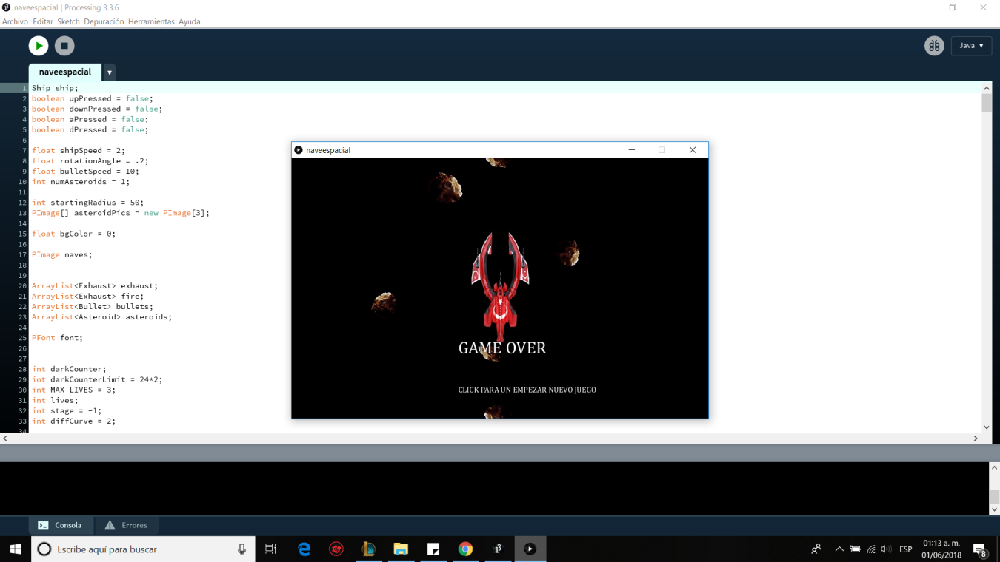 naveespacial | Processing 3.3.6
Archivo Editar Sketch Depuración Herramientas Ayuda
Java ▼
naveespacial ▼
1 Ship ship;
2 boolean upPressed = false;
3 boolean downPressed = false;
4 boolean aPressed = false;
5 boolean dPressed = false;
6
7 float shipSpeed = 2;
8 float rotationAngle = .2;
9 float bulletSpeed = 10;
10 int numAsteroids = 1;
11
12 int startingRadius = 50;
13 PImage[] asteroidPics = new PImage[3];
14
15 float bgColor = 0;
16
17 PImage naves;
18
19
20 ArrayList<Exhaust> exhaust;
21 ArrayList<Exhaust> fire;
22 ArrayList<Bullet> bullets;
23 ArrayList<Asteroid> asteroids;
24
25 PFont font;
26
27
28 int darkCounter;
29 int darkCounterLimit = 24*2;
30 int MAX_LIVES = 3;
31 int lives;
32 int stage = -1;
33 int diffCurve = 2;
34
naveespacial
GAME OVER
CLICK PARA UN EMPEZAR NUEVO JUEGO
Consola Errores
Escribe aquí para buscar
ESP
01:13 a. m.
01/06/2018
8